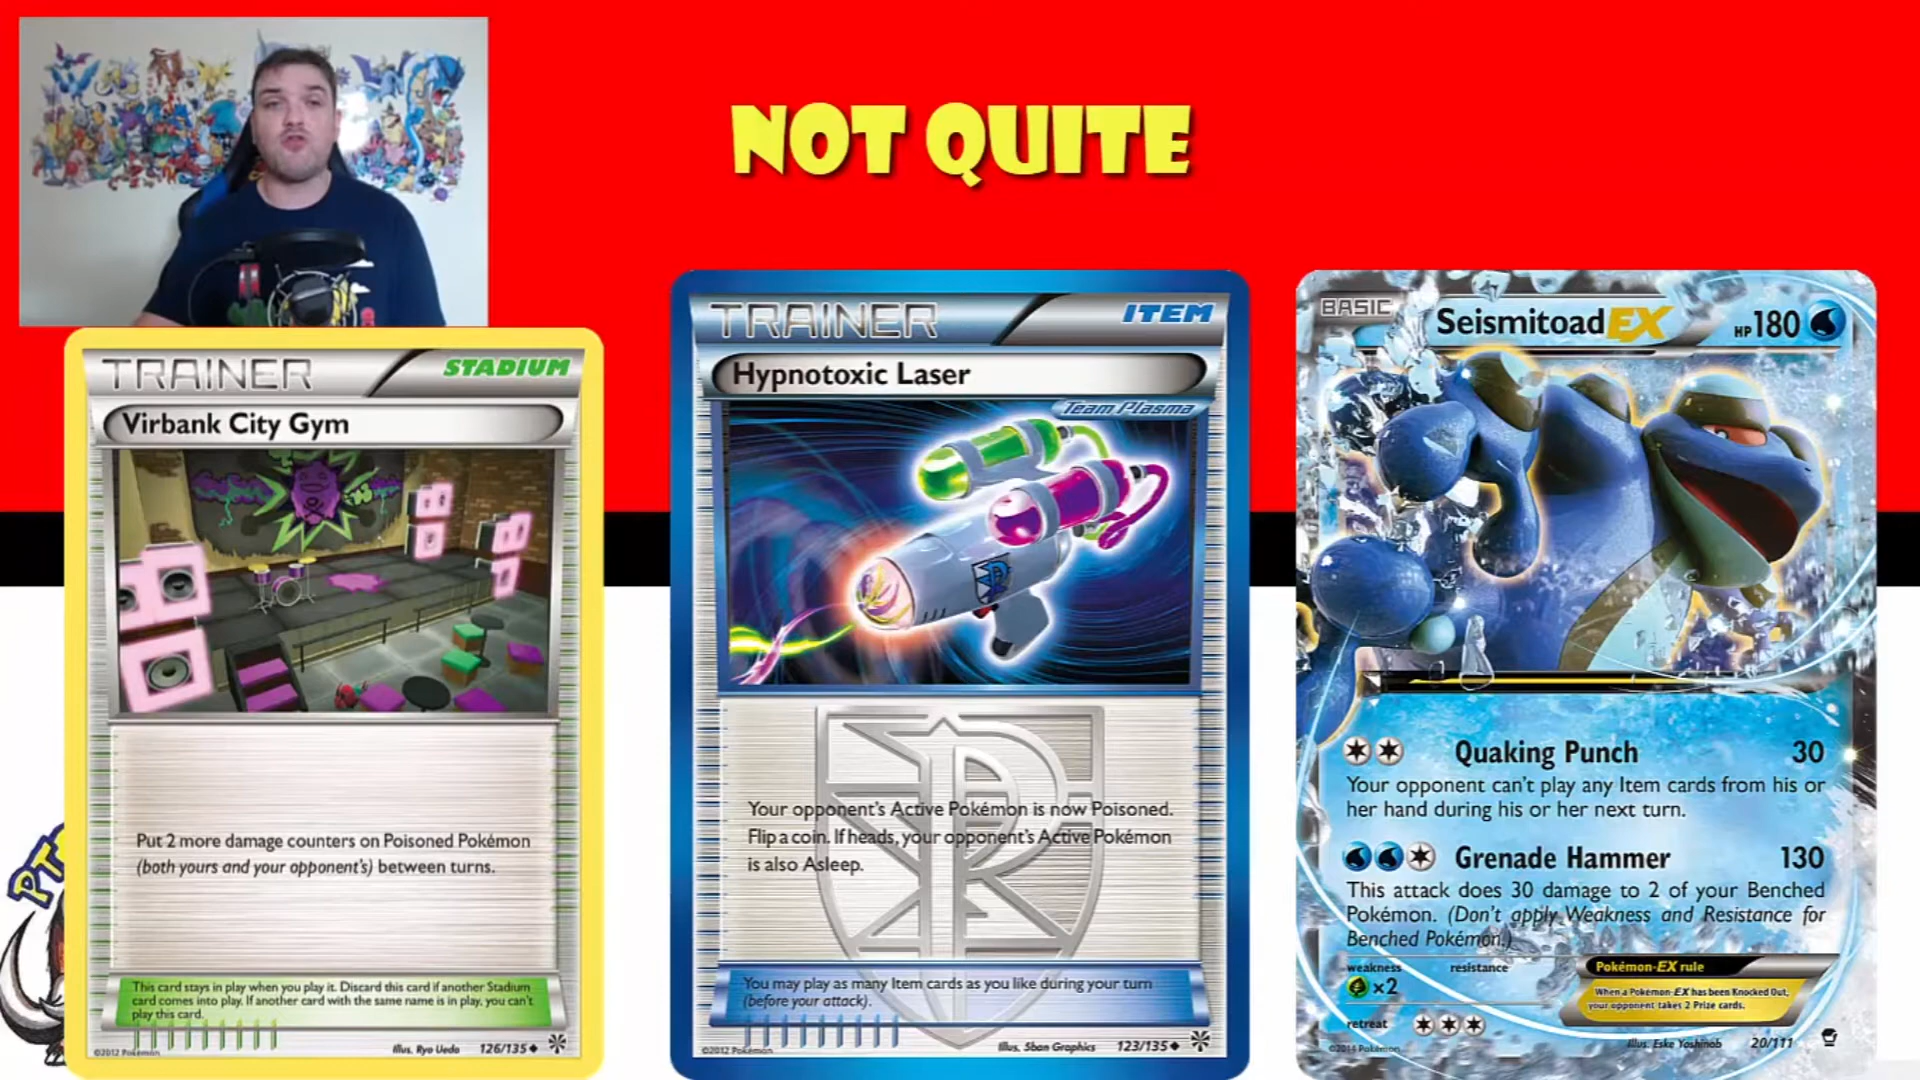 NOT QUITE
TRAINER
STADIUM
Virbank City Gym
Put 2 more damage counters on Poisoned Pokémon
(both yours and your opponent's) between turns.
This card stays in play when you play it. Discard this card if another Stadium
card comes into play. If another card with the same name is in play, you can't
play this card.
©2012 Pokémon
Illus. Ryo Ueda
126/135
TRAINER
ITEM
Hypnotoxic Laser
Team Plasma
Your opponent's Active Pokémon is now Poisoned.
Flip a coin. If heads, your opponent's Active Pokémon
is also Asleep.
You may play as many Item cards as you like during your turn
(before your attack).
©2012 Pokémon
Illus. 5ban Graphics
123/135
BASIC
Seismitoad EX
HP180
Quaking Punch 30
Your opponent can't play any Item cards from his or
her hand during his or her next turn.
Grenade Hammer 130
This attack does 30 damage to 2 of your Benched
Pokémon. (Don't apply Weakness and Resistance for
Benched Pokémon.)
weakness
resistance
×2
retreat
Pokémon-EX rule
When a Pokémon-EX has been Knocked Out,
your opponent takes 2 Prize cards.
©2014 Pokémon
Illus. Eske Yoshinob
20/111
PT